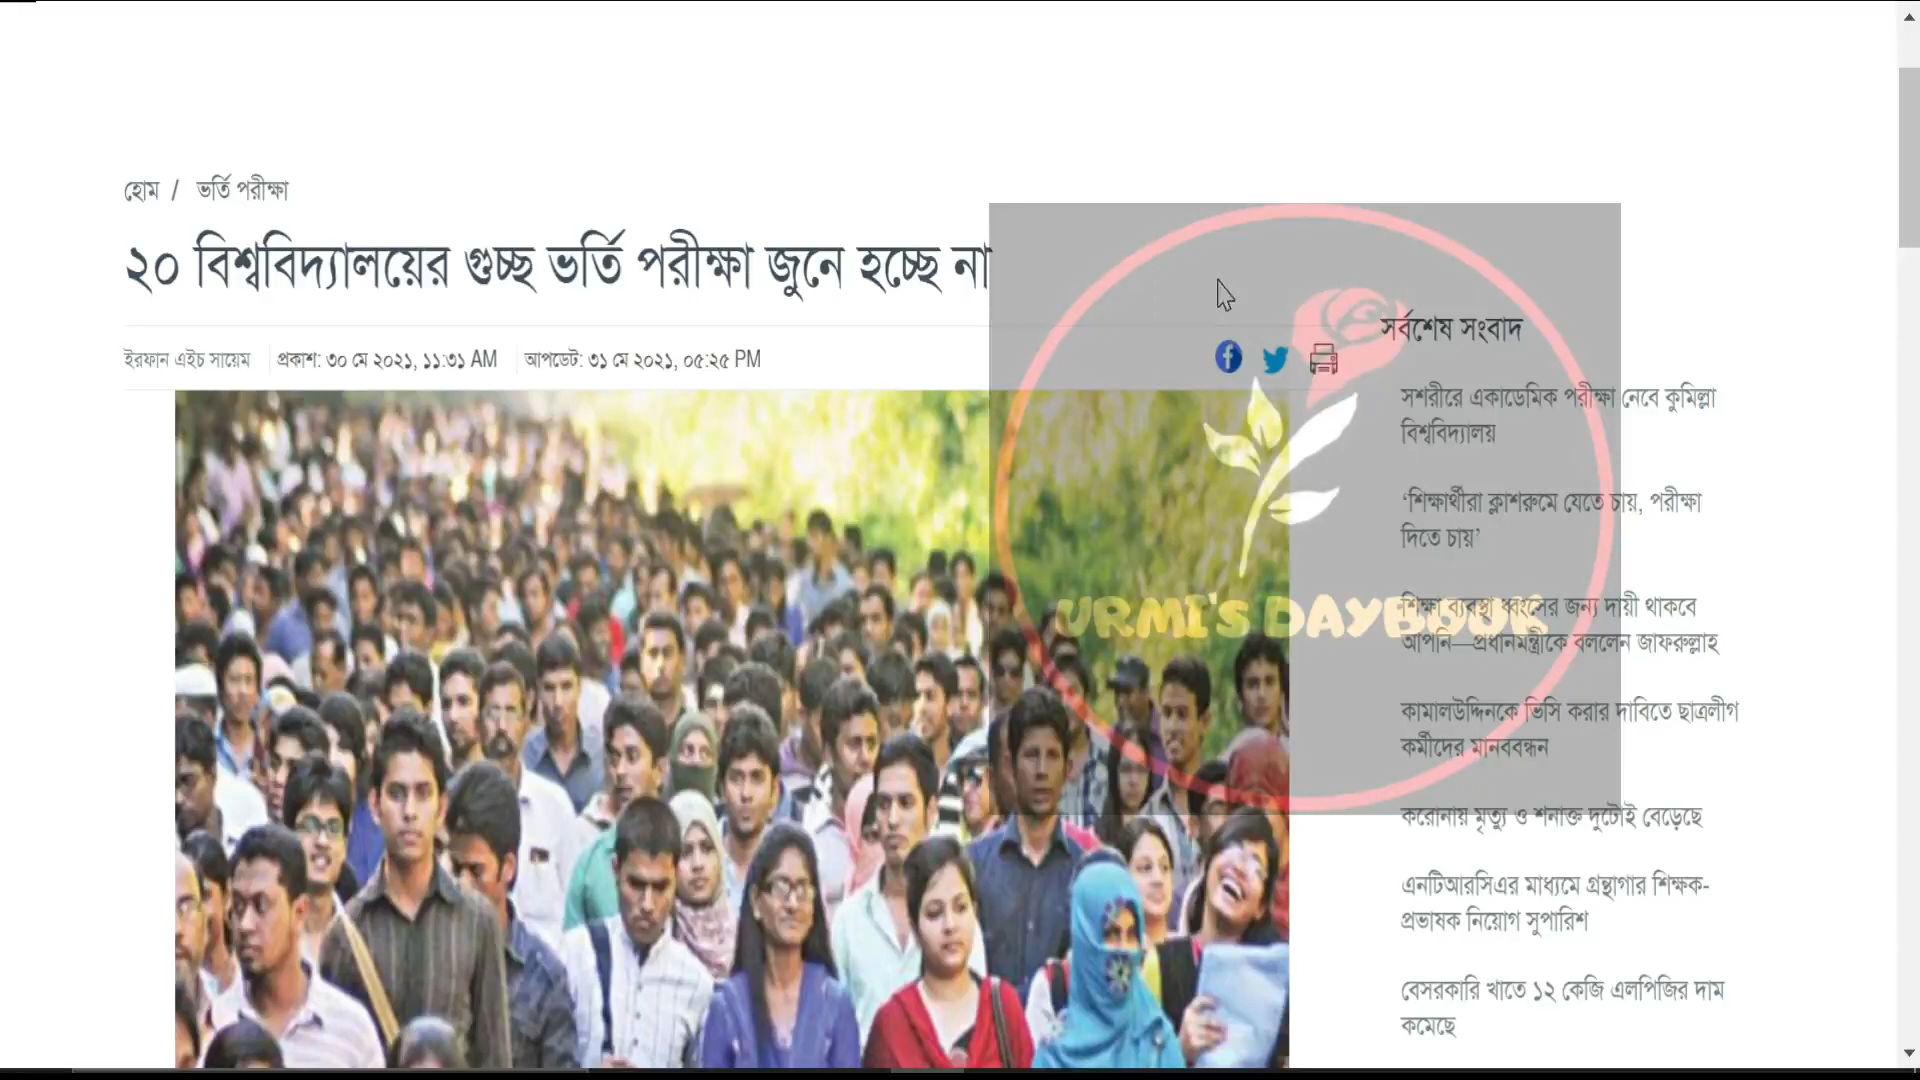 হোম / ভর্তি পরীক্ষা
২০ বিশ্ববিদ্যালয়ের গুচ্ছ ভর্তি পরীক্ষা জুনে হচ্ছে না
ইরফান এইচ সায়েম প্রকাশ: ৩০ মে ২০২১, ১১:৩১ AM আপডেট: ৩১ মে ২০২১, ০৫:২৫ PM
URMI'S DAYBOOK
সর্বশেষ সংবাদ
সশরীরে একাডেমিক পরীক্ষা নেবে কুমিল্লা
বিশ্ববিদ্যালয়
‘শিক্ষার্থীরা ক্লাশরুমে যেতে চায়, পরীক্ষা
দিতে চায়’
শিক্ষা ব্যবস্থা ধ্বংসের জন্য দায়ী থাকবে
আপনি—প্রধানমন্ত্রীকে বললেন জাফরুল্লাহ
কামালউদ্দিনকে ভিসি করার দাবিতে ছাত্রলীগ
কর্মীদের মানববন্ধন
করোনায় মৃত্যু ও শনাক্ত দুটোই বেড়েছে
এনটিআরসিএর মাধ্যমে গ্রন্থাগার শিক্ষক-
প্রভাষক নিয়োগ সুপারিশ
বেসরকারি খাতে ১২ কেজি এলপিজির দাম
কমেছে